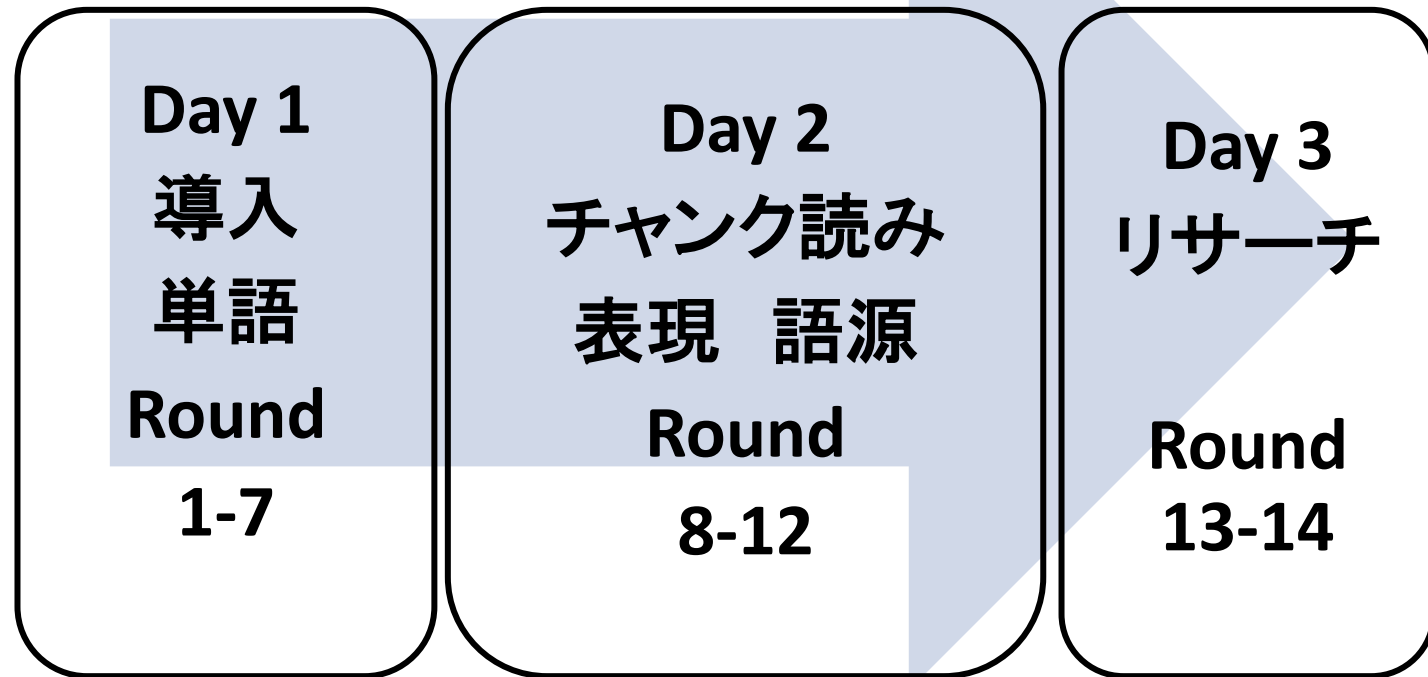 Day 1
導入
単語
Round
1-7
Day 2
チャンク読み
表現　語源
Round
8-12
Day 3
リサーチ
Round
13-14